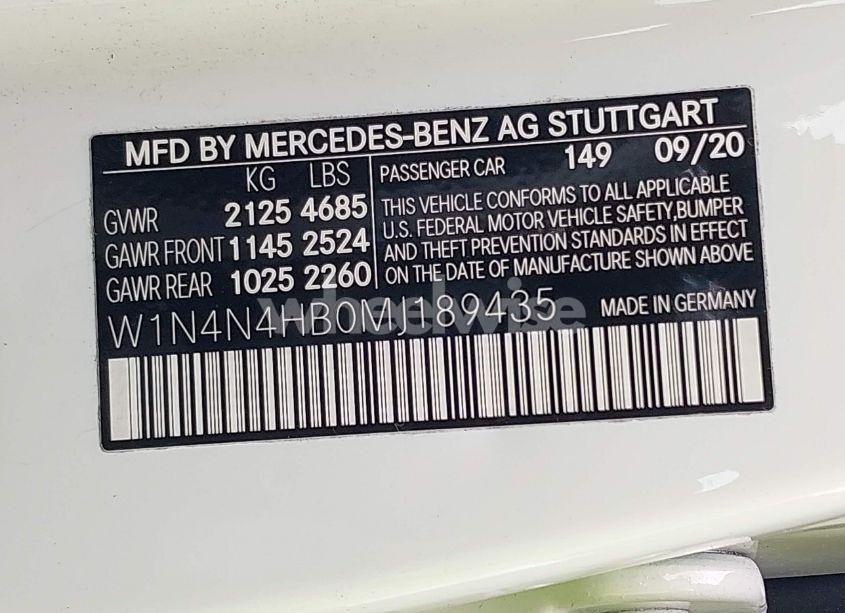 MFD BY MERCEDES-BENZ AG STUTTGART
KG LBS
GVWR 2125 4685
GAWR FRONT 1145 2524
GAWR REAR 1025 2260
PASSENGER CAR 149 09/20
THIS VEHICLE CONFORMS TO ALL APPLICABLE
U.S. FEDERAL MOTOR VEHICLE SAFETY,BUMPER
AND THEFT PREVENTION STANDARDS IN EFFECT
ON THE DATE OF MANUFACTURE SHOWN ABOVE
W1N4N4HB0MJ189435 MADE IN GERMANY
wheelwise